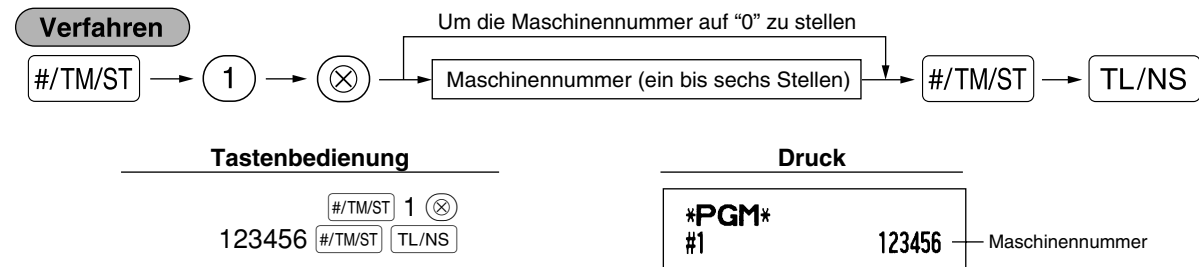 Verfahren
Um die Maschinennummer auf “0” zu stellen
#/TM/ST 1 ⊗ Maschinennummer (ein bis sechs Stellen) #/TM/ST TL/NS
Tastenbedienung
#/TM/ST 1 ⊗
123456 #/TM/ST TL/NS
Druck
*PGM*
#1 123456 Maschinennummer